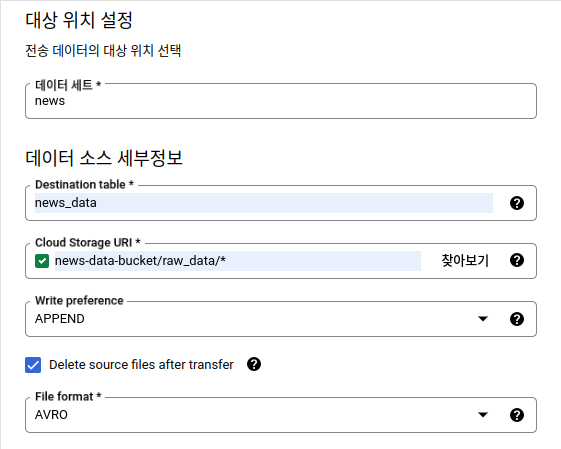 대상 위치 설정
전송 데이터의 대상 위치 선택
데이터 세트 *
news
데이터 소스 세부정보
Destination table *
news_data
Cloud Storage URI *
news-data-bucket/raw_data/* 찾아보기
Write preference
APPEND
Delete source files after transfer
File format *
AVRO